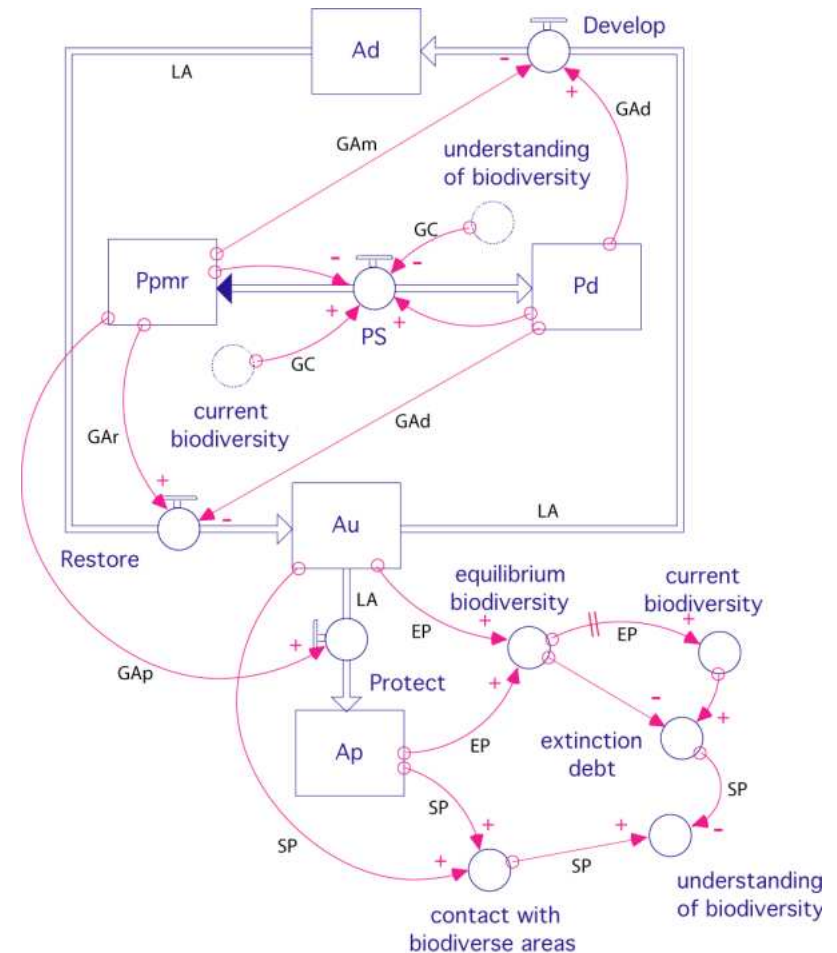 Develop
Ad
LA
-
+
GAd
GAm
understanding
of biodiversity
GC
-
-
Ppmr
Pd
+
+
PS
GC
current
biodiversity
GAd
GAr
+
-
Au
LA
Restore
LA
equilibrium
biodiversity
current
biodiversity
+
EP
+
EP
+
GAp
Protect
+
-
+
Ap
EP
extinction
debt
SP
SP
+
+
-
SP
+
SP
contact with
biodiverse areas
understanding
of biodiversity